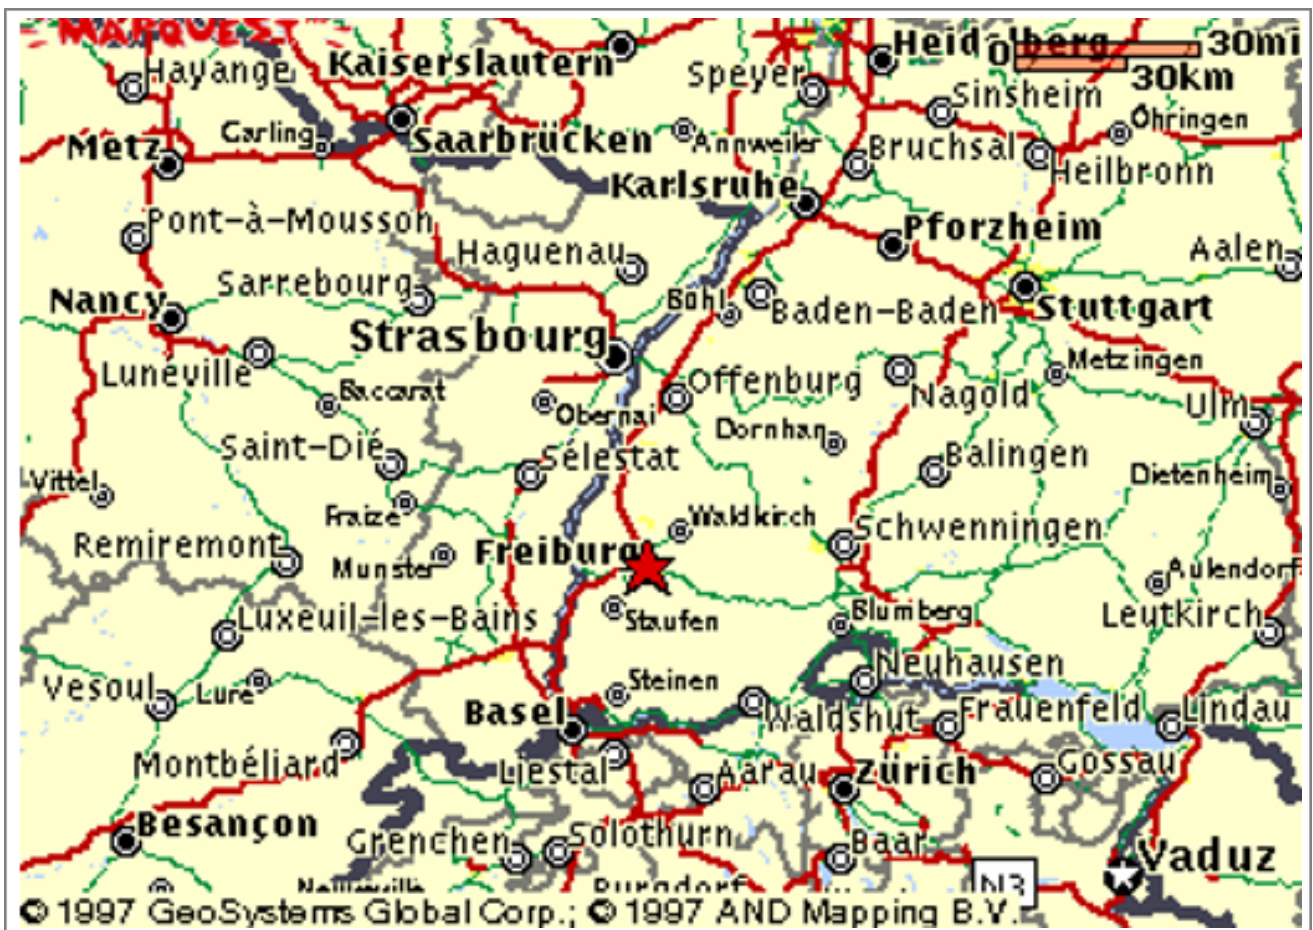 MAPQUEST
Hayange
Kaiserslautern
Heidelberg
0 30mi
30km
Speyer
Sinsheim
Öhringen
Metz
Carling
Saarbrücken
Annweiler
Bruchsal
Heilbronn
Karlsruhe
Pont-à-Mousson
Pforzheim
Haguenau
Aalen
Sarrebourg
Nancy
Bühl
Baden-Baden
Stuttgart
Strasbourg
Lunéville
Metzingen
Baccarat
Offenburg
Nagold
Obernai
Ulm
Dornhan
Saint-Dié
Sélestat
Balingen
Vittel
Dietenheim
Fraize
Waldkirch
Schwenningen
Remiremont
Munster
Freiburg
Aulendorf
Luxeuil-les-Bains
Staufen
Blumberg
Leutkirch
Neuhausen
Vesoul
Lure
Steinen
Basel
Waldshut
Frauenfeld
Lindau
Montbéliard
Liestal
Aarau
Zürich
Gossau
Besançon
Grenchen
Solothurn
Baar
Vaduz
Burgdorf
N3
© 1997 GeoSystems Global Corp.; © 1997 AND Mapping B.V.